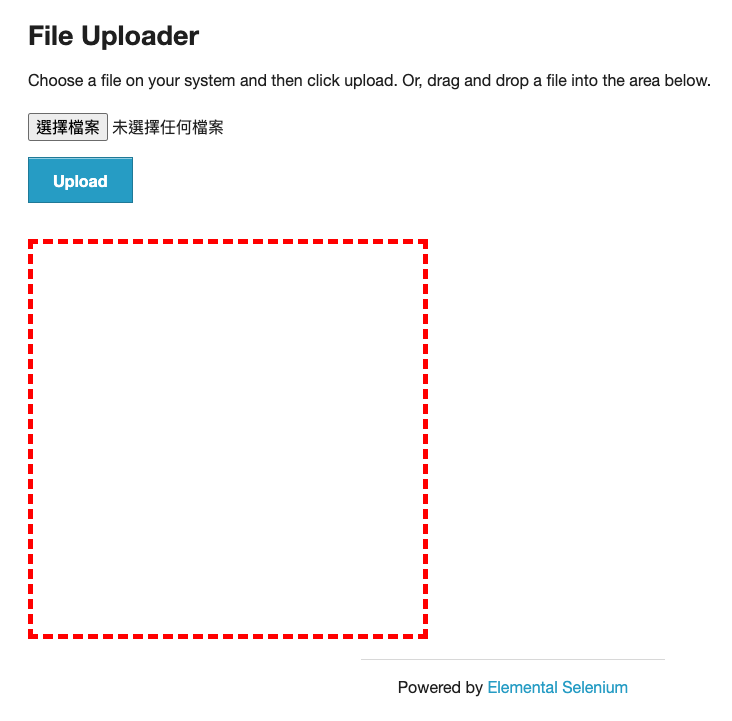 File Uploader
Choose a file on your system and then click upload. Or, drag and drop a file into the area below.
選擇檔案 未選擇任何檔案
Upload
Powered by Elemental Selenium